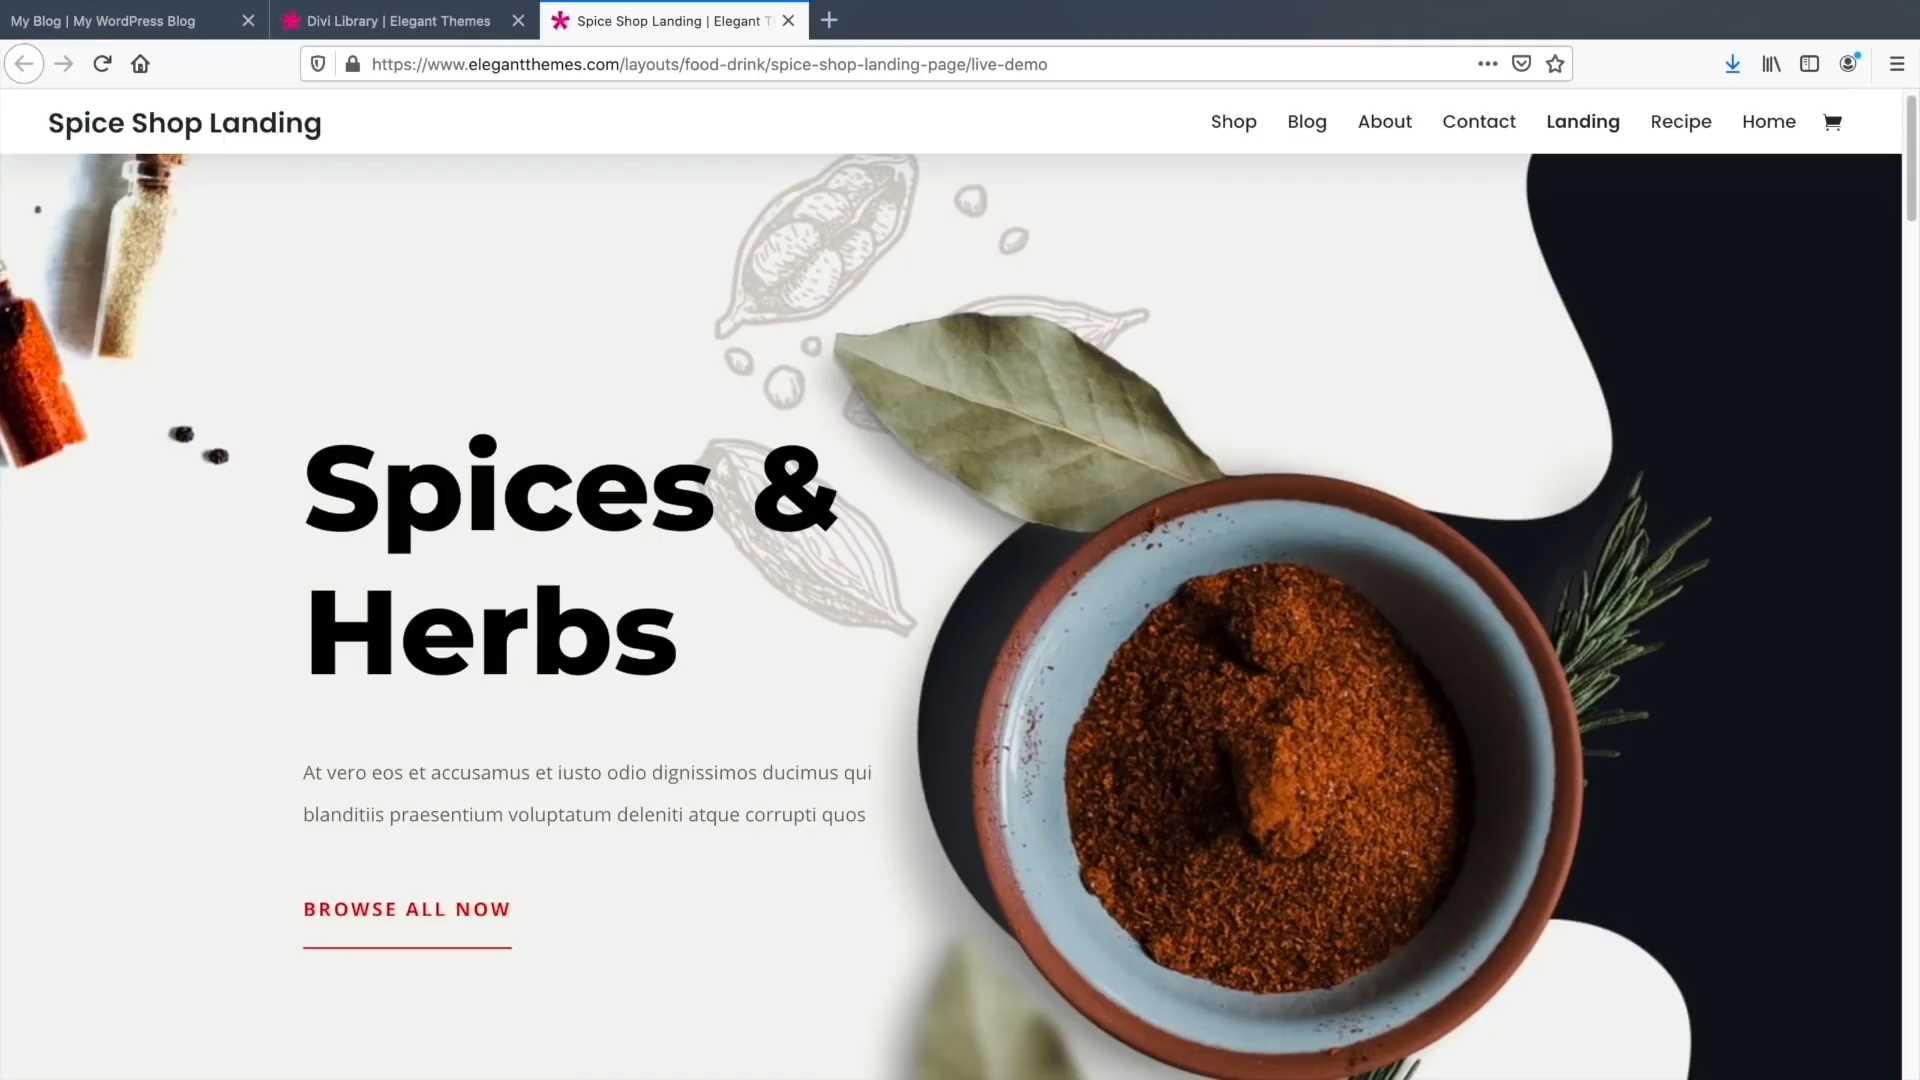 My Blog | My WordPress Blog
Divi Library | Elegant Themes
Spice Shop Landing | Elegant T
https://www.elegantthemes.com/layouts/food-drink/spice-shop-landing-page/live-demo
Spice Shop Landing
Shop Blog About Contact Landing Recipe Home
Spices &
Herbs
At vero eos et accusamus et iusto odio dignissimos ducimus qui
blanditiis praesentium voluptatum deleniti atque corrupti quos
BROWSE ALL NOW